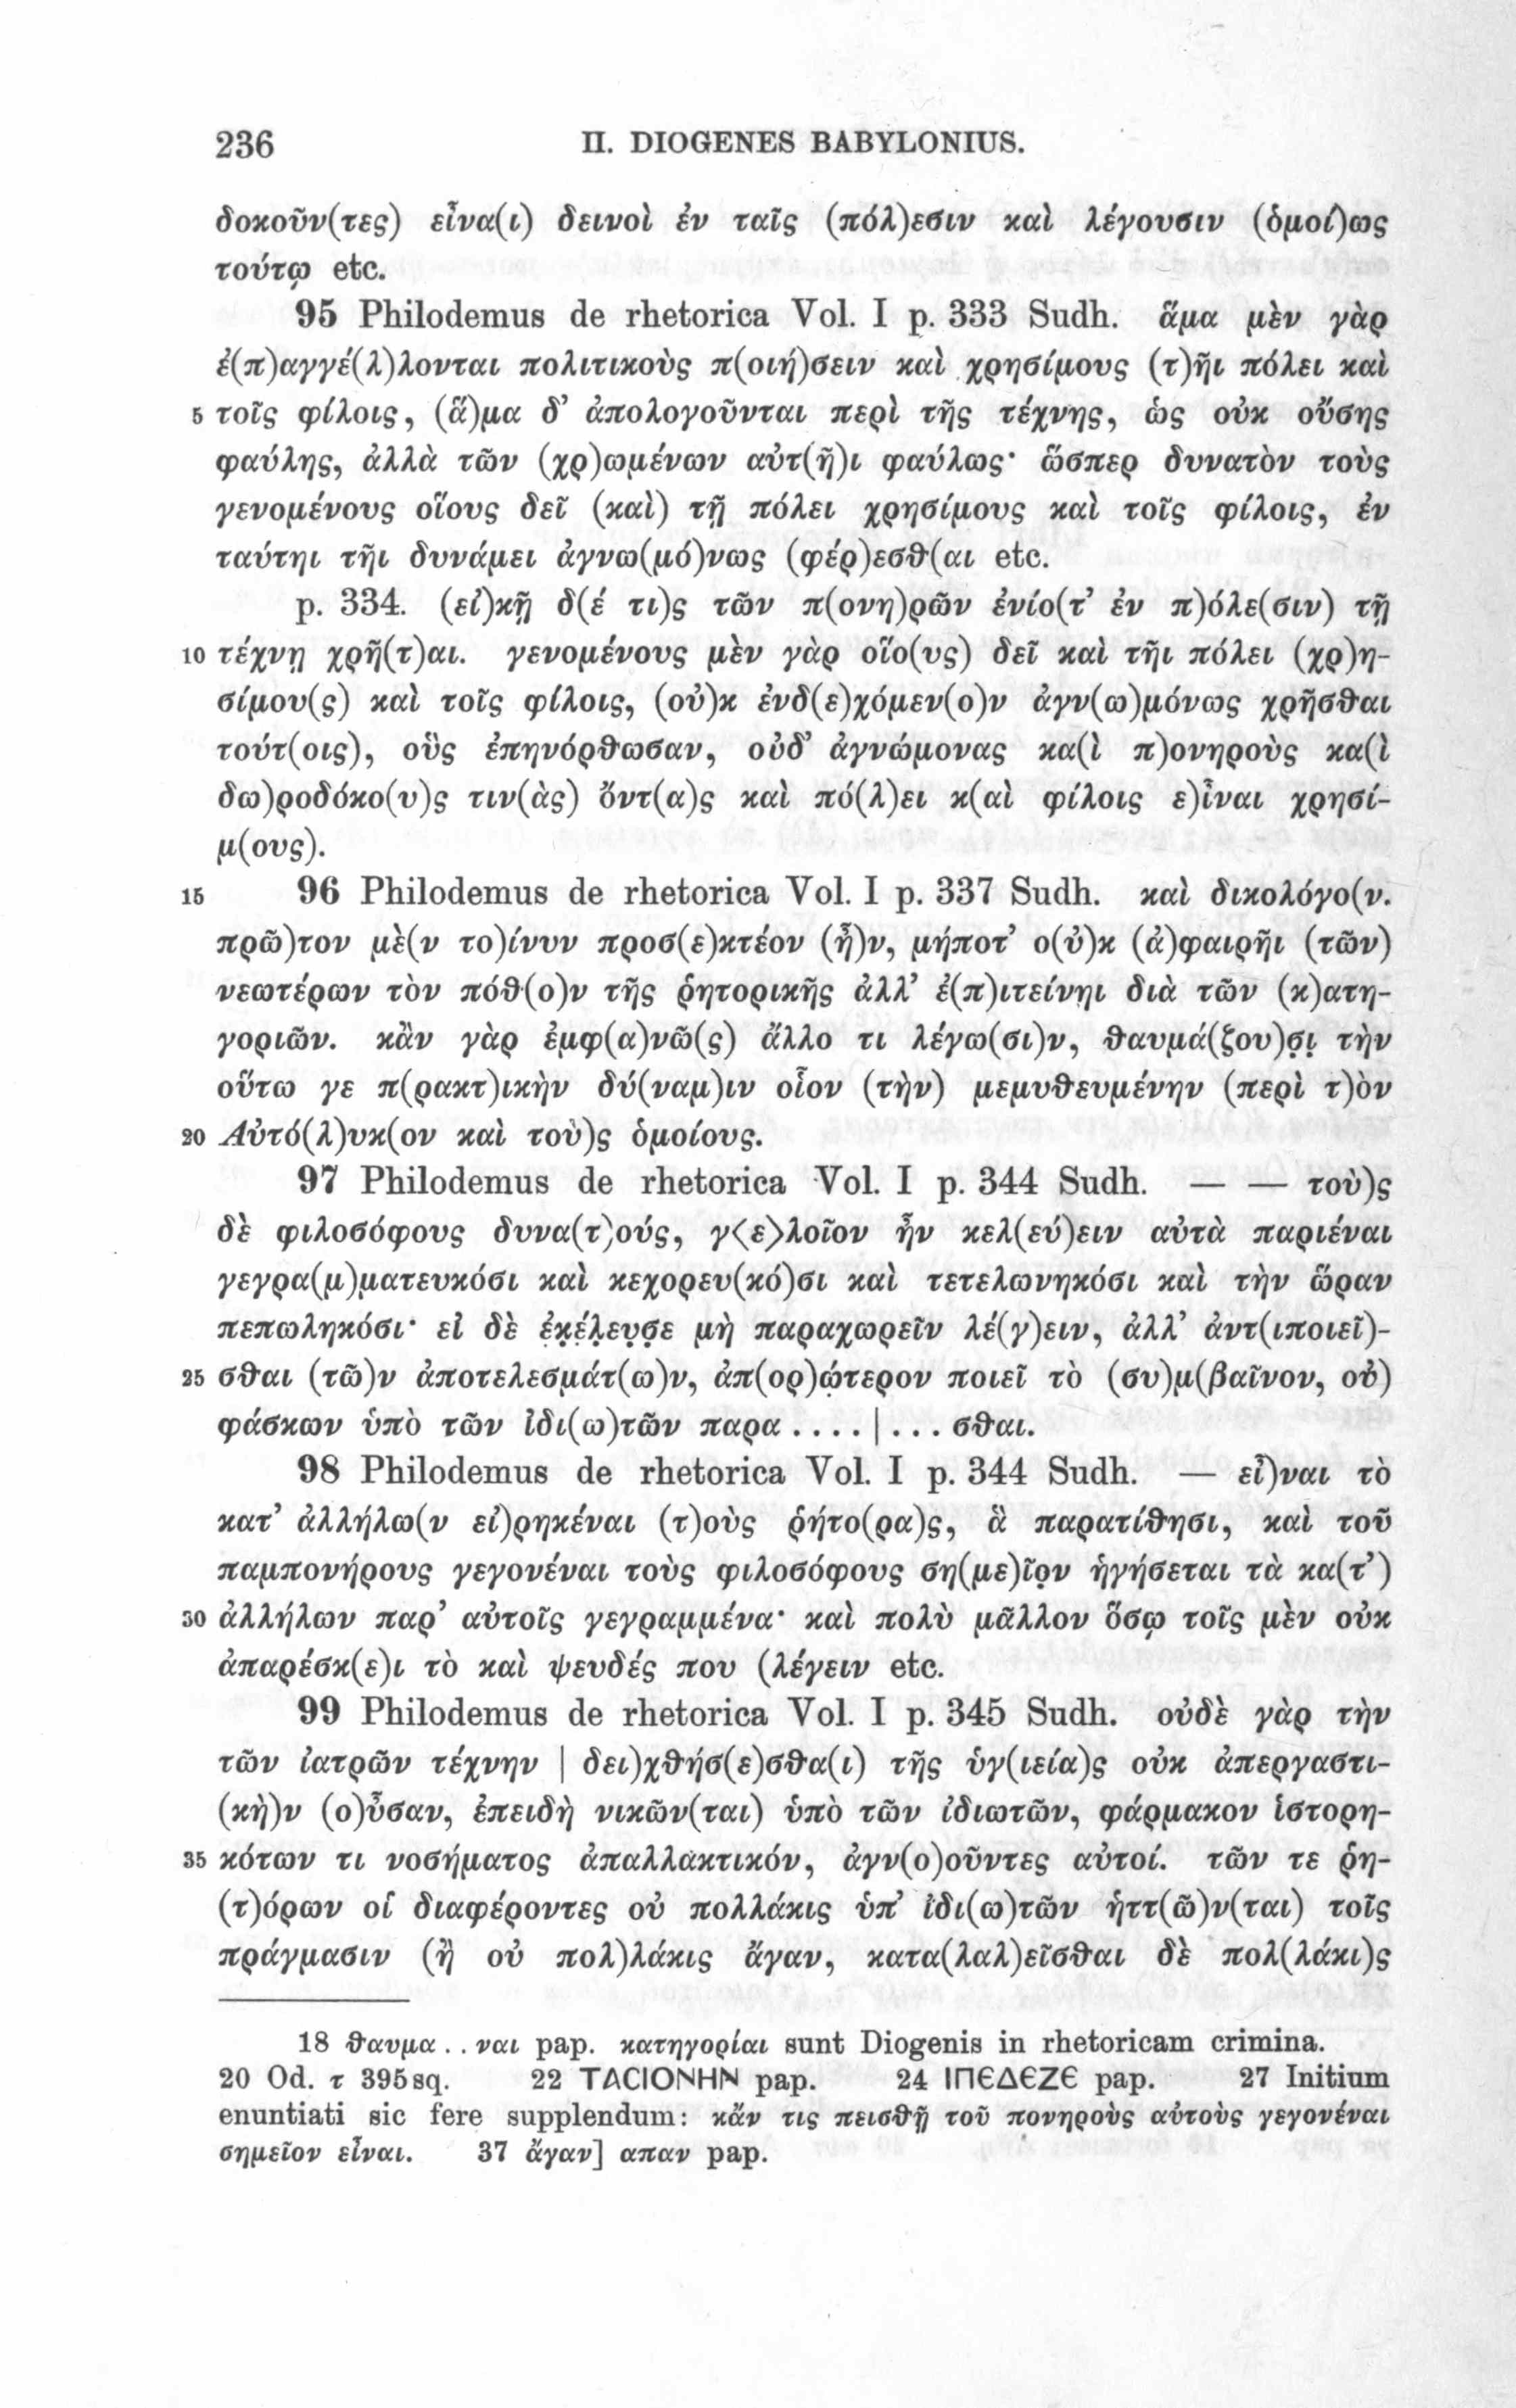 236 II. DIOGENES BABYLONIUS.
δοκοῦν(τες) εἶνα(ι) δεινοὶ ἐν ταῖς (πόλ)εσιν καὶ λέγουσιν (ὁμοί)ως
τούτῳ etc.
95 Philodemus de rhetorica Vol. I p. 333 Sudh. ἅμα μὲν γὰρ
ἐ(π)αγγέ(λ)λονται πολιτικοὺς π(οιή)σειν καὶ χρησίμους (τ)ῆι πόλει καὶ
5 τοῖς φίλοις, (ἅ)μα δ’ ἀπολογοῦνται περὶ τῆς τέχνης, ὡς οὐκ οὔσης
φαύλης, ἀλλὰ τῶν (χρ)ωμένων αὐτ(ῆ)ι φαύλως· ὥσπερ δυνατὸν τοὺς
γενομένους οἵους δεῖ (καὶ) τῇ πόλει χρησίμους καὶ τοῖς φίλοις, ἐν
ταύτηι τῆι δυνάμει ἀγνω(μό)νως (φέρ)εσθ(αι etc.
p. 334. (εἰ)κῇ δ(έ τι)ς τῶν π(ονη)ρῶν ἐνίο(τ’ ἐν π)όλε(σιν) τῇ
10 τέχνῃ χρῆ(τ)αι. γενομένους μὲν γὰρ οἵο(υς) δεῖ καὶ τῆι πόλει (χρ)η-
σίμου(ς) καὶ τοῖς φίλοις, (οὐ)κ ἐνδ(ε)χόμεν(ο)ν ἀγν(ω)μόνως χρῆσθαι
τούτ(οις), οὓς ἐπηνόρθωσαν, οὐδ’ ἀγνώμονας κα(ὶ π)ονηροὺς κα(ὶ
δω)ροδόκο(υ)ς τιν(ὰς) ὄντ(α)ς καὶ πό(λ)ει κ(αὶ φίλοις ε)ἶναι χρησί-
μ(ους).
15 96 Philodemus de rhetorica Vol. I p. 337 Sudh. καὶ δικολόγο(ν.
πρῶ)τον μὲ(ν το)ίνυν προσ(ε)κτέον (ἦ)ν, μήποτ’ ο(ὐ)κ (ἀ)φαιρῆι (τῶν)
νεωτέρων τὸν πόθ(ο)ν τῆς ῥητορικῆς ἀλλ’ ἐ(π)ιτείνηι διὰ τῶν (κ)ατη-
γοριῶν. κἂν γὰρ ἐμφ(α)νῶ(ς) ἄλλο τι λέγω(σι)ν, θαυμά(ζου)σ̣ι̣ τὴν
οὕτω γε π(ρακτ)ικὴν δύ(ναμ)ιν οἷον (τὴν) μεμυθευμένην (περὶ τ)ὸν
20 Αὐτό(λ)υκ(ον καὶ τοὺ)ς ὁμοίους.
97 Philodemus de rhetorica Vol. I p. 344 Sudh. — — τοὺ)ς
δὲ φιλοσόφους δυνα(τ)ούς, γ<ε>λοῖον ἦν κελ(εύ)ειν αὐτὰ παριέναι
γεγρα(μ)ματευκόσι καὶ κεχορευ(κό)σι καὶ τετελωνηκόσι καὶ τὴν ὥραν
πεπωληκόσι· εἰ δὲ ἐκ̣έλ̣ευ̣σ̣ε μὴ παραχωρεῖν λέ(γ)ειν, ἀλλ’ ἀντ(ιποιεῖ)-
25 σθαι (τῶ)ν ἀποτελεσμάτ(ω)ν, ἀπ(ορ)ώ̣τερον ποιεῖ τὸ (συ)μ(βαῖνον, οὐ)
φάσκων ὑπὸ τῶν ἰδι(ω)τῶν παρα .... | ... σθαι.
98 Philodemus de rhetorica Vol. I p. 344 Sudh. — εἶ)ναι τὸ
κατ’ ἀλλήλω(ν εἰ)ρηκέναι (τ)οὺς ῥήτο(ρα)ς, ἃ παρατίθησι, καὶ τοῦ
παμπονήρους γεγονέναι τοὺς φιλοσόφους ση(με)ῖο̣ν ἡγήσεται τὰ κα(τ’)
30 ἀλλήλων παρ’ αὐτοῖς γεγραμμένα· καὶ πολὺ μᾶλλον ὅσῳ τοῖς μὲν οὐκ
ἀπαρέσκ(ε)ι τὸ καὶ ψευδές που (λέγειν etc.
99 Philodemus de rhetorica Vol. I p. 345 Sudh. οὐδὲ γὰρ τὴν
τῶν ἰατρῶν τέχνην | δει)χθήσ(ε)σθα(ι) τῆς ὑγ(ιεία)ς οὐκ ἀπεργαστι-
(κὴ)ν (ο)ὖσαν, ἐπειδὴ νικῶν(ται) ὑπὸ τῶν ἰδιωτῶν, φάρμακον ἱστορη-
35 κότων τι νοσήματος ἀπαλλακτικόν, ἀγν(ο)οῦντες αὐτοί. τῶν τε ῥη-
(τ)όρων οἱ διαφέροντες οὐ πολλάκις ὑπ’ ἰδι(ω)τῶν ἡττ(ῶ)ν(ται) τοῖς
πράγμασιν (ἢ οὐ πολ)λάκις ἄγαν, κατα(λαλ)εῖσθαι δὲ πολ(λάκι)ς
18 θαυμα .. ναι pap. κατηγορίαι sunt Diogenis in rhetoricam crimina.
20 Od. τ 395 sq. 22 ΤΑCΙΟΝΗΝ pap. 24 ΙΠЄΔЄΖЄ pap. 27 Initium
enuntiati sic fere supplendum: κἄν τις πεισθῇ τοῦ πονηροὺς αὐτοὺς γεγονέναι
σημεῖον εἶναι. 37 ἄγαν] απαν pap.